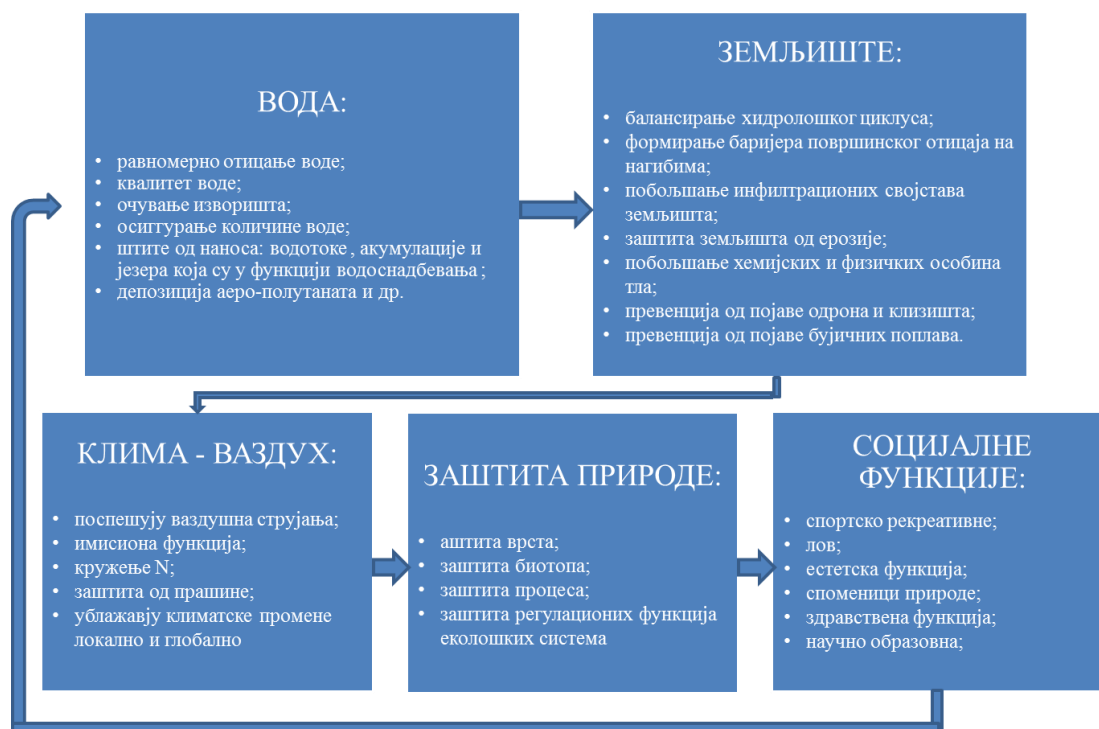 ВОДА:
• равномерно отицање воде;
• квалитет воде;
• очување изворишта;
• осиггурање количине воде;
• штите од наноса: водотоке , акумулације и
језера која су у функцији водоснадбевања ;
• депозиција аеро-полутаната и др.
ЗЕМЉИШТЕ:
• балансирање хидролошког циклуса;
• формирање баријера површинског отицаја на
нагибима;
• побољшање инфилтрационих својстава
земљишта;
• заштита земљишта од ерозије;
• побољшање хемијских и физичких особина
тла;
• превенција од појаве одрона и клизишта;
• превенција од појаве бујичних поплава.
КЛИМА - ВАЗДУХ:
• поспешују ваздушна струјања;
• имисиона функција;
• кружење N;
• заштита од прашине;
• ублажавју климатске промене
локално и глобално
ЗАШТИТА ПРИРОДЕ:
• аштита врста;
• заштита биотопа;
• заштита процеса;
• заштита регулационих функција
еколошких система
СОЦИЈАЛНЕ
ФУНКЦИЈЕ:
• спортско рекреативне;
• лов;
• естетска функција;
• споменици природе;
• здравствена функција;
• научно образовна;